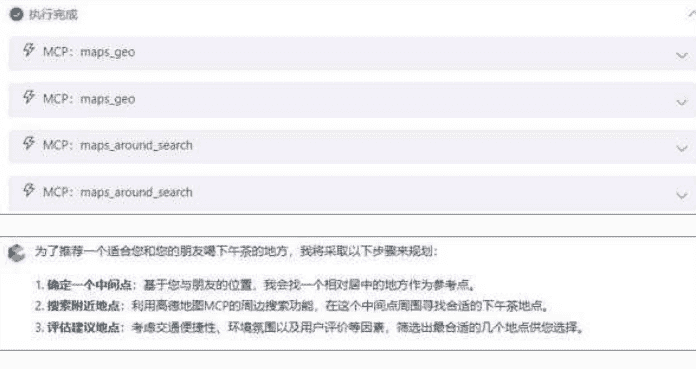 执行完成
MCP：maps_geo
MCP：maps_geo
MCP：maps_around_search
MCP：maps_around_search
为了推荐一个适合您和您的朋友喝下午茶的地方，我将采取以下步骤来规划：
1. 确定一个中间点：基于您与朋友的位置，我会找一个相对居中的地方作为参考点。
2. 搜索附近地点：利用高德地图MCP的周边搜索功能，在这个中间点周围寻找合适的下午茶地点。
3. 评估建议地点：考虑交通便捷性、环境氛围以及用户评价等因素，筛选出最合适的几个地点供您选择。